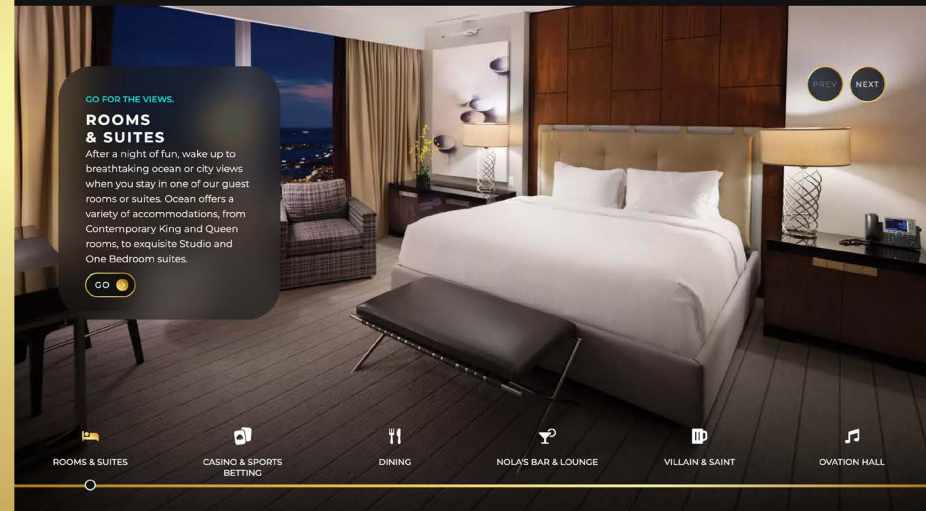 GO FOR THE VIEWS.
ROOMS
& SUITES
After a night of fun, wake up to
breathtaking ocean or city views
when you stay in one of our guest
rooms or suites. Ocean offers a
variety of accommodations, from
Contemporary King and Queen
rooms, to exquisite Studio and
One Bedroom suites.
GO
PREV NEXT
ROOMS & SUITES
CASINO & SPORTS
BETTING
DINING
NOLA'S BAR & LOUNGE
VILLAIN & SAINT
OVATION HALL